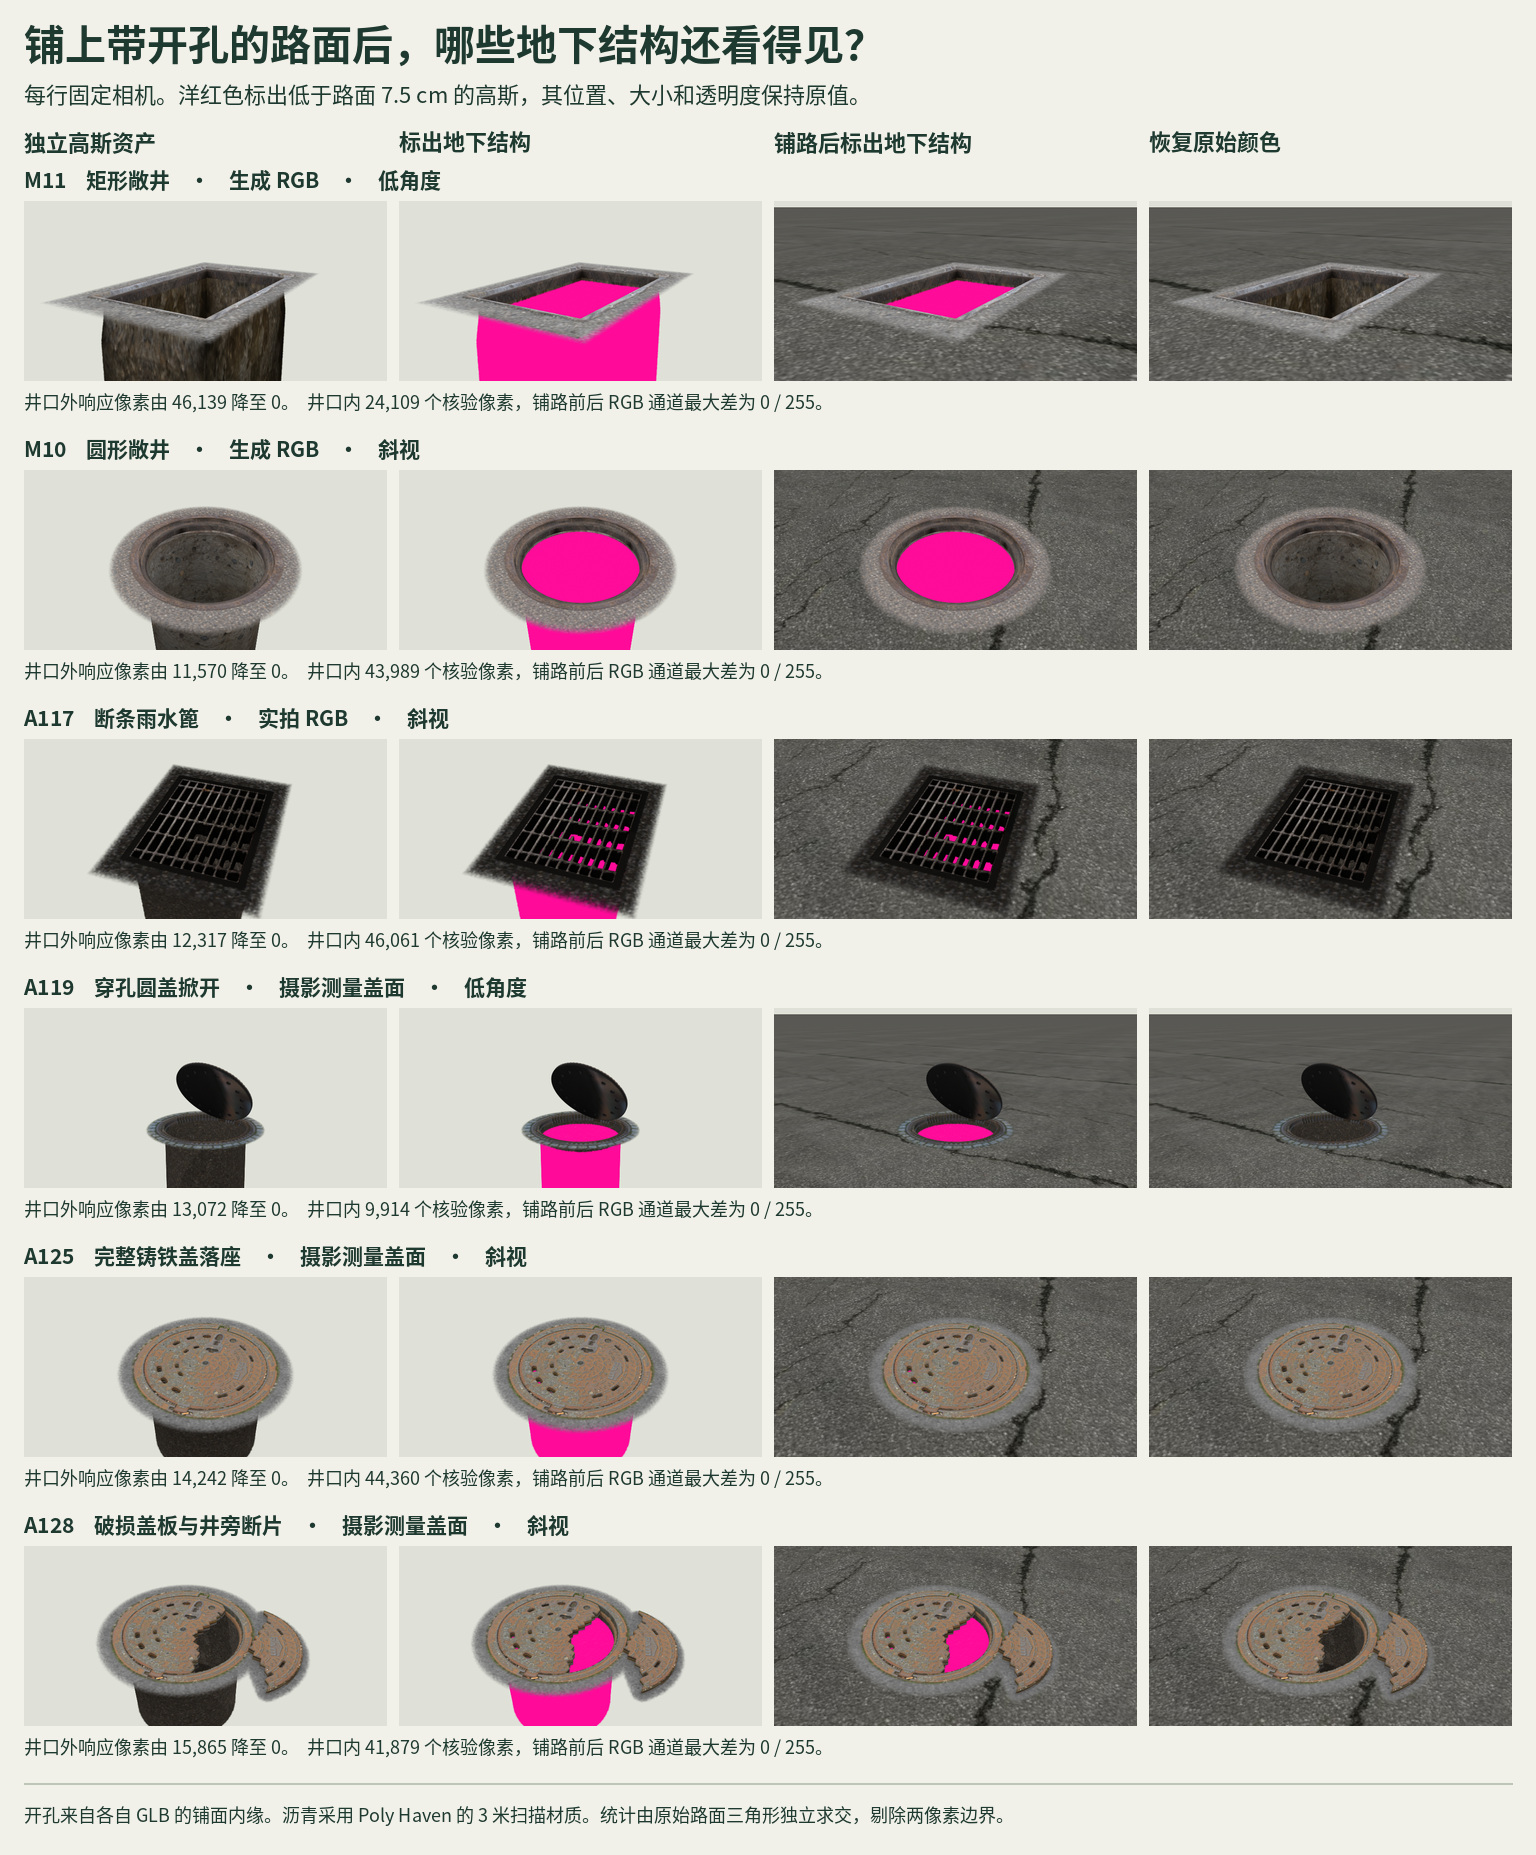 铺上带开孔的路面后，哪些地下结构还看得见？
每行固定相机。洋红色标出低于路面 7.5 cm 的高斯，其位置、大小和透明度保持原值。
独立高斯资产 标出地下结构 铺路后标出地下结构 恢复原始颜色
M11 矩形敞井 · 生成 RGB · 低角度
井口外响应像素由 46,139 降至 0。 井口内 24,109 个核验像素，铺路前后 RGB 通道最大差为 0 / 255。
M10 圆形敞井 · 生成 RGB · 斜视
井口外响应像素由 11,570 降至 0。 井口内 43,989 个核验像素，铺路前后 RGB 通道最大差为 0 / 255。
A117 断条雨水篦 · 实拍 RGB · 斜视
井口外响应像素由 12,317 降至 0。 井口内 46,061 个核验像素，铺路前后 RGB 通道最大差为 0 / 255。
A119 穿孔圆盖掀开 · 摄影测量盖面 · 低角度
井口外响应像素由 13,072 降至 0。 井口内 9,914 个核验像素，铺路前后 RGB 通道最大差为 0 / 255。
A125 完整铸铁盖落座 · 摄影测量盖面 · 斜视
井口外响应像素由 14,242 降至 0。 井口内 44,360 个核验像素，铺路前后 RGB 通道最大差为 0 / 255。
A128 破损盖板与井旁断片 · 摄影测量盖面 · 斜视
井口外响应像素由 15,865 降至 0。 井口内 41,879 个核验像素，铺路前后 RGB 通道最大差为 0 / 255。
开孔来自各自 GLB 的铺面内缘。沥青采用 Poly Haven 的 3 米扫描材质。统计由原始路面三角形独立求交，剔除两像素边界。